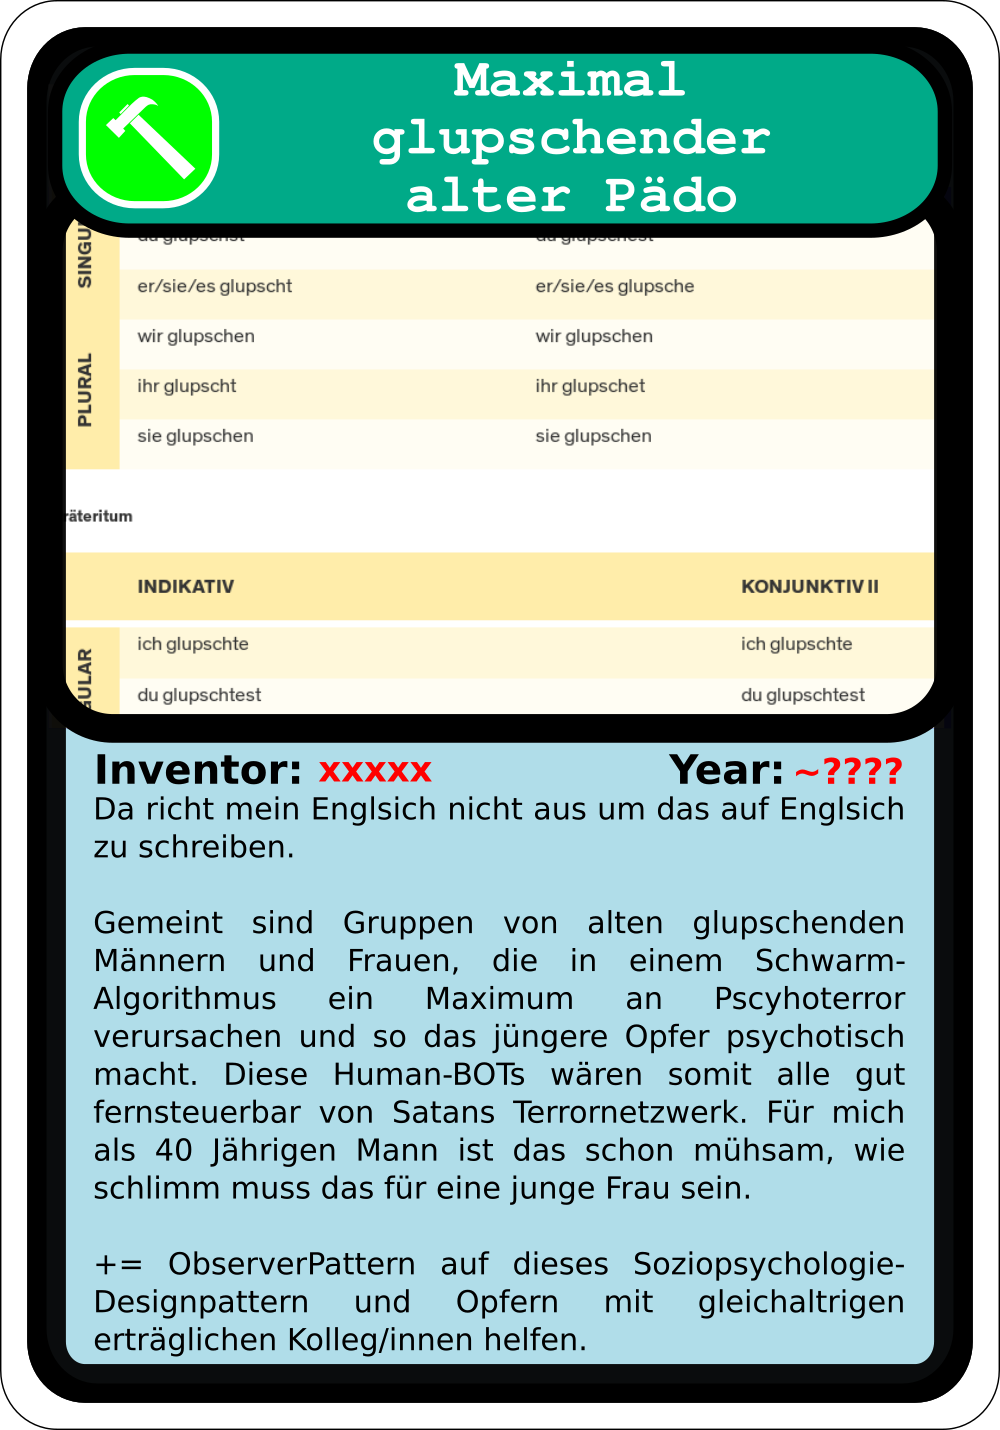 Maximal
glupschender
alter Pädo
SINGU
du glupschst du glupschest
er/sie/es glupscht er/sie/es glupsche
PLURAL
wir glupschen wir glupschen
ihr glupscht ihr glupschet
sie glupschen sie glupschen
räteritum
INDIKATIV KONJUNKTIV II
GULAR
ich glupschte ich glupschte
du glupschtest du glupschtest
Inventor: xxxxx Year: ~????
Da richt mein Englsich nicht aus um das auf Englsich
zu schreiben.
Gemeint sind Gruppen von alten glupschenden
Männern und Frauen, die in einem Schwarm-
Algorithmus ein Maximum an Pscyhoterror
verursachen und so das jüngere Opfer psychotisch
macht. Diese Human-BOTs wären somit alle gut
fernsteuerbar von Satans Terrornetzwerk. Für mich
als 40 Jährigen Mann ist das schon mühsam, wie
schlimm muss das für eine junge Frau sein.
+= ObserverPattern auf dieses Soziopsychologie-
Designpattern und Opfern mit gleichaltrigen
erträglichen Kolleg/innen helfen.